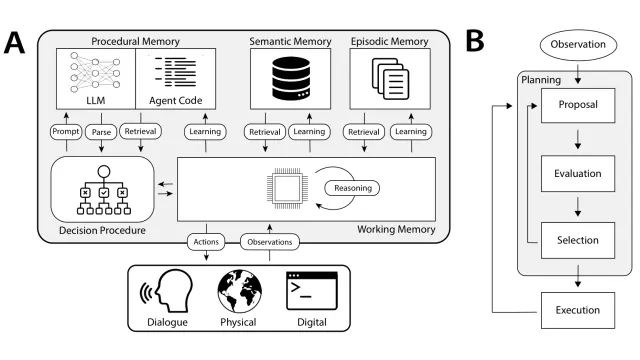 A
Procedural Memory
Semantic Memory
Episodic Memory
LLM
Agent Code
Prompt
Parse
Retrieval
Learning
Retrieval
Learning
Retrieval
Learning
Reasoning
Decision Procedure
Working Memory
Actions
Observations
>_
Dialogue
Physical
Digital
B
Observation
Planning
Proposal
Evaluation
Selection
Execution